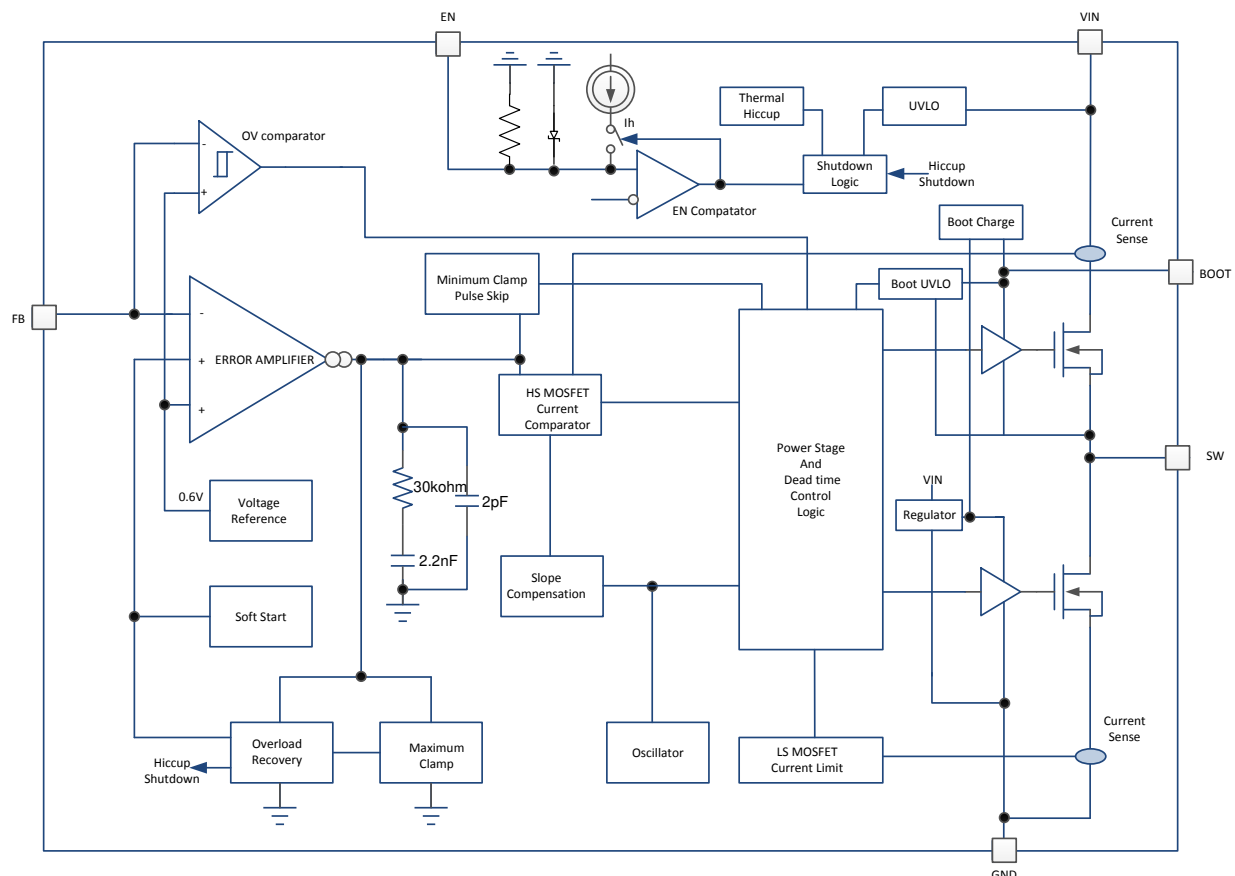 EN
VIN
Thermal
Hiccup
UVLO
OV comparator
Ih
-
+
Shutdown
Logic
Hiccup
Shutdown
EN Compatator
Boot Charge
Current
Sense
BOOT
Minimum Clamp
Pulse Skip
Boot UVLO
FB
-
+
+
ERROR AMPLIFIER
HS MOSFET
Current
Comparator
Power Stage
And
Dead time
Control
Logic
SW
30kohm
2pF
2.2nF
0.6V
Voltage
Reference
VIN
Regulator
Slope
Compensation
Soft Start
Overload
Recovery
Maximum
Clamp
Hiccup
Shutdown
Oscillator
LS MOSFET
Current Limit
Current
Sense
GND